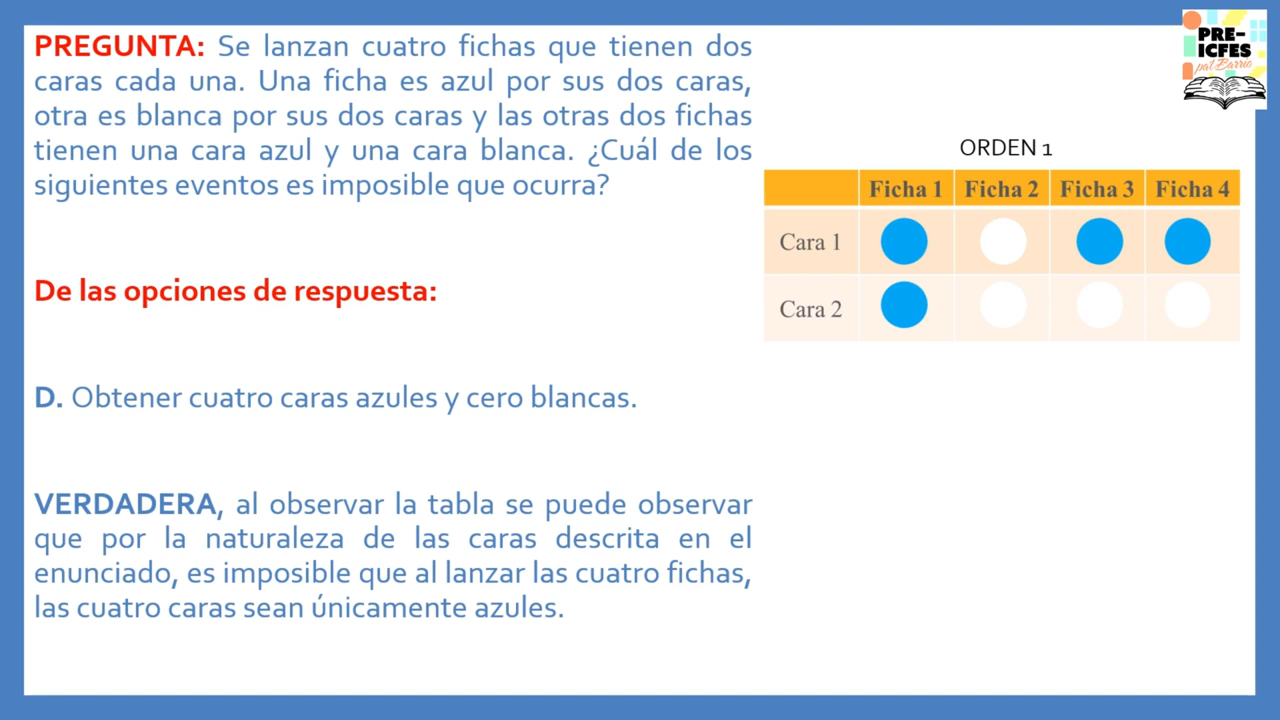 PREGUNTA: Se lanzan cuatro fichas que tienen dos
caras cada una. Una ficha es azul por sus dos caras,
otra es blanca por sus dos caras y las otras dos fichas
tienen una cara azul y una cara blanca. ¿Cuál de los
siguientes eventos es imposible que ocurra?
De las opciones de respuesta:
D. Obtener cuatro caras azules y cero blancas.
VERDADERA, al observar la tabla se puede observar
que por la naturaleza de las caras descrita en el
enunciado, es imposible que al lanzar las cuatro fichas,
las cuatro caras sean únicamente azules.
PRE-
ICFES
pal Barrio
ORDEN 1
Ficha 1 Ficha 2 Ficha 3 Ficha 4
Cara 1
Cara 2